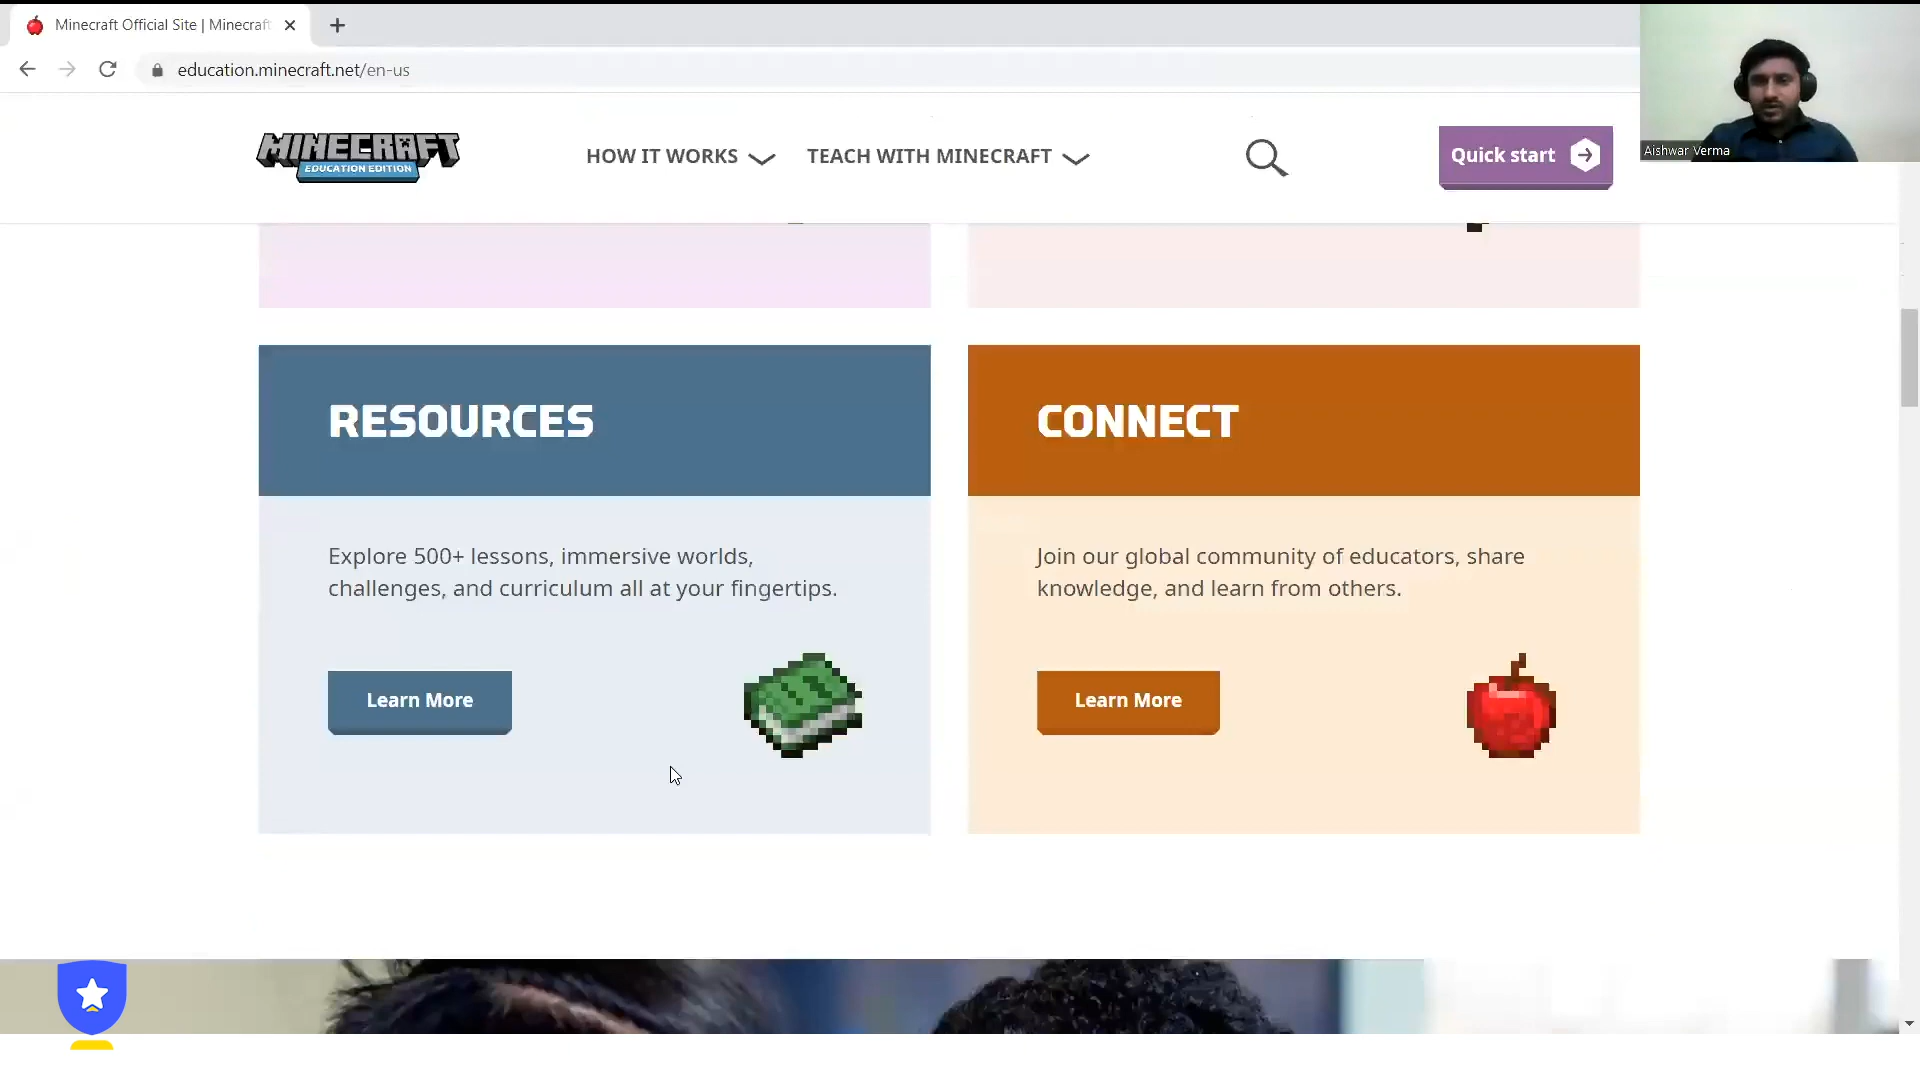 Minecraft Official Site | Minecraft
education.minecraft.net/en-us
MINECRAFT
EDUCATION EDITION
HOW IT WORKS
TEACH WITH MINECRAFT
Quick start
Aishwar Verma
RESOURCES
Explore 500+ lessons, immersive worlds,
challenges, and curriculum all at your fingertips.
Learn More
CONNECT
Join our global community of educators, share
knowledge, and learn from others.
Learn More